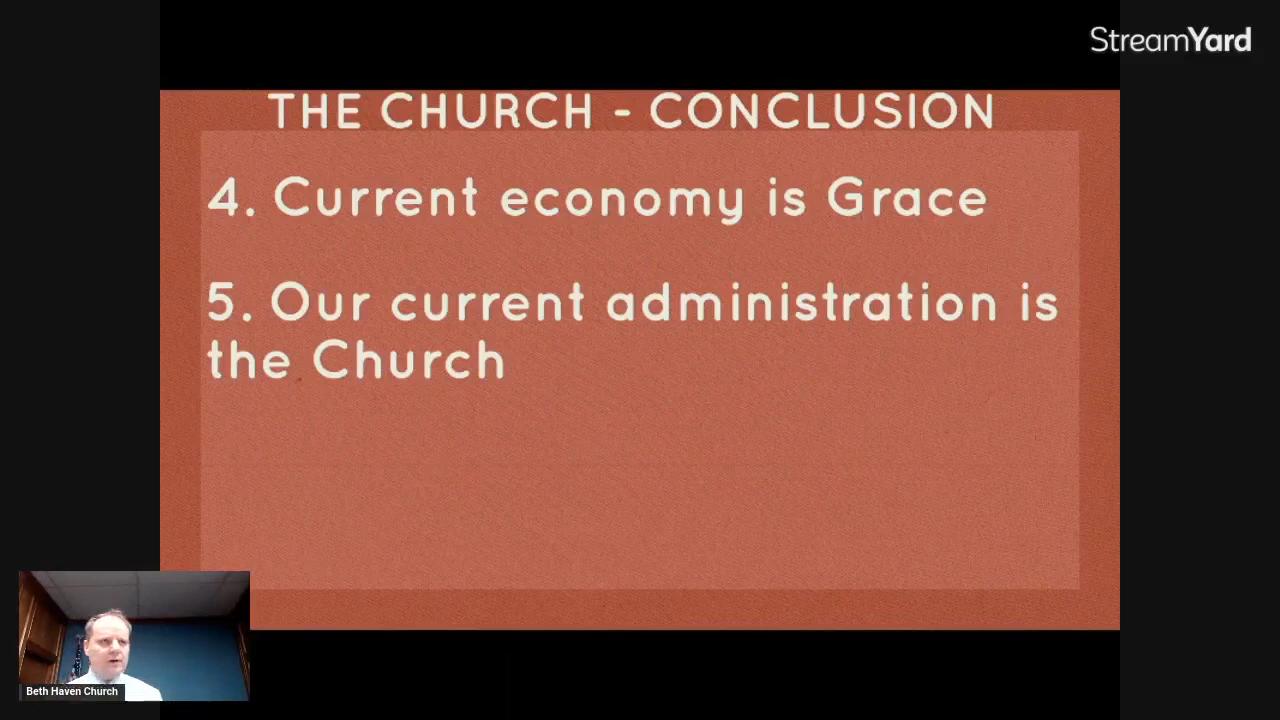 StreamYard
THE CHURCH - CONCLUSION
4. Current economy is Grace
5. Our current administration is
the Church
Beth Haven Church